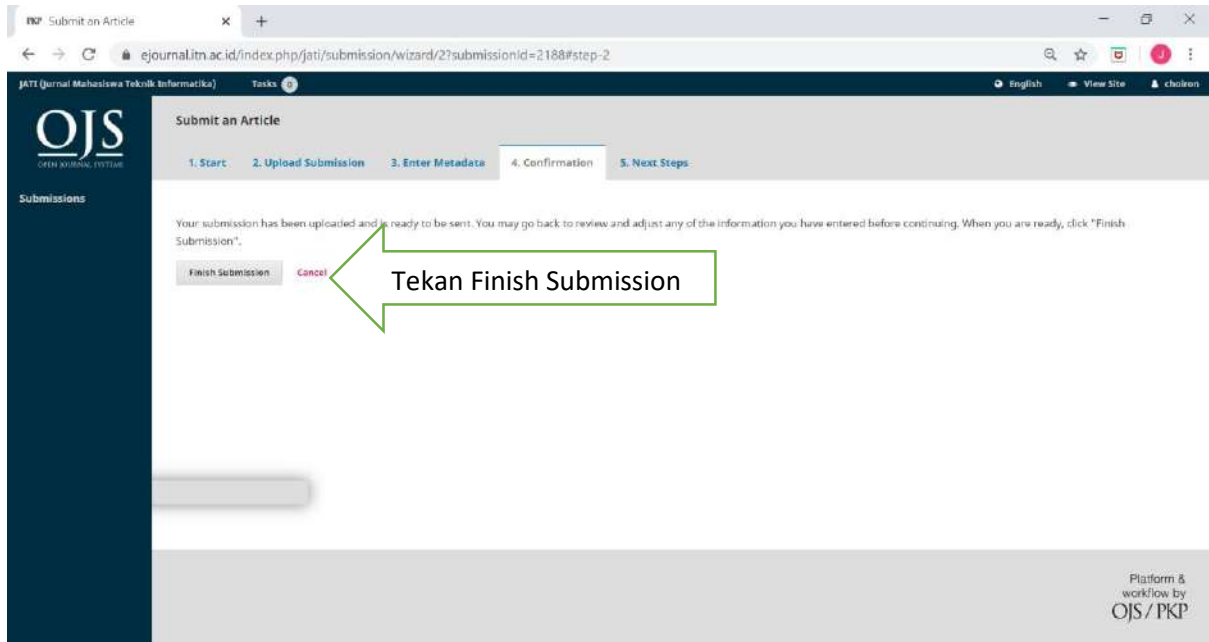 PKP Submit an Article
ejournal.itn.ac.id/index.php/jati/submission/wizard/2?submissionId=2188#step-2
JATI (Jurnal Mahasiswa Teknik Informatika) Tasks 0 English View Site choiron
OJS
OPEN JOURNAL SYSTEMS
Submit an Article
1. Start 2. Upload Submission 3. Enter Metadata 4. Confirmation 5. Next Steps
Submissions
Your submission has been uploaded and is ready to be sent. You may go back to review and adjust any of the information you have entered before continuing. When you are ready, click "Finish
Submission".
Finish Submission Cancel
Tekan Finish Submission
Platform &
workflow by
OJS / PKP